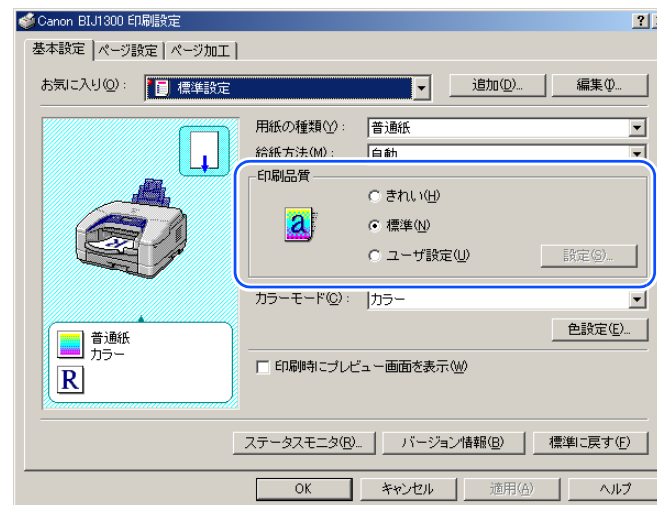 Canon BIJ1300 印刷設定
基本設定 ページ設定 ページ加工
お気に入り(O)： 標準設定 追加(D)... 編集(I)...
用紙の種類(Y)： 普通紙
給紙方法(M)： 自動
印刷品質
きれい(H)
a 標準(N)
ユーザ設定(U) 設定(S)...
カラーモード(C)： カラー
色設定(E)...
普通紙
カラー
R
印刷時にプレビュー画面を表示(W)
ステータスモニタ(R)... バージョン情報(B) 標準に戻す(F)
OK キャンセル 適用(A) ヘルプ